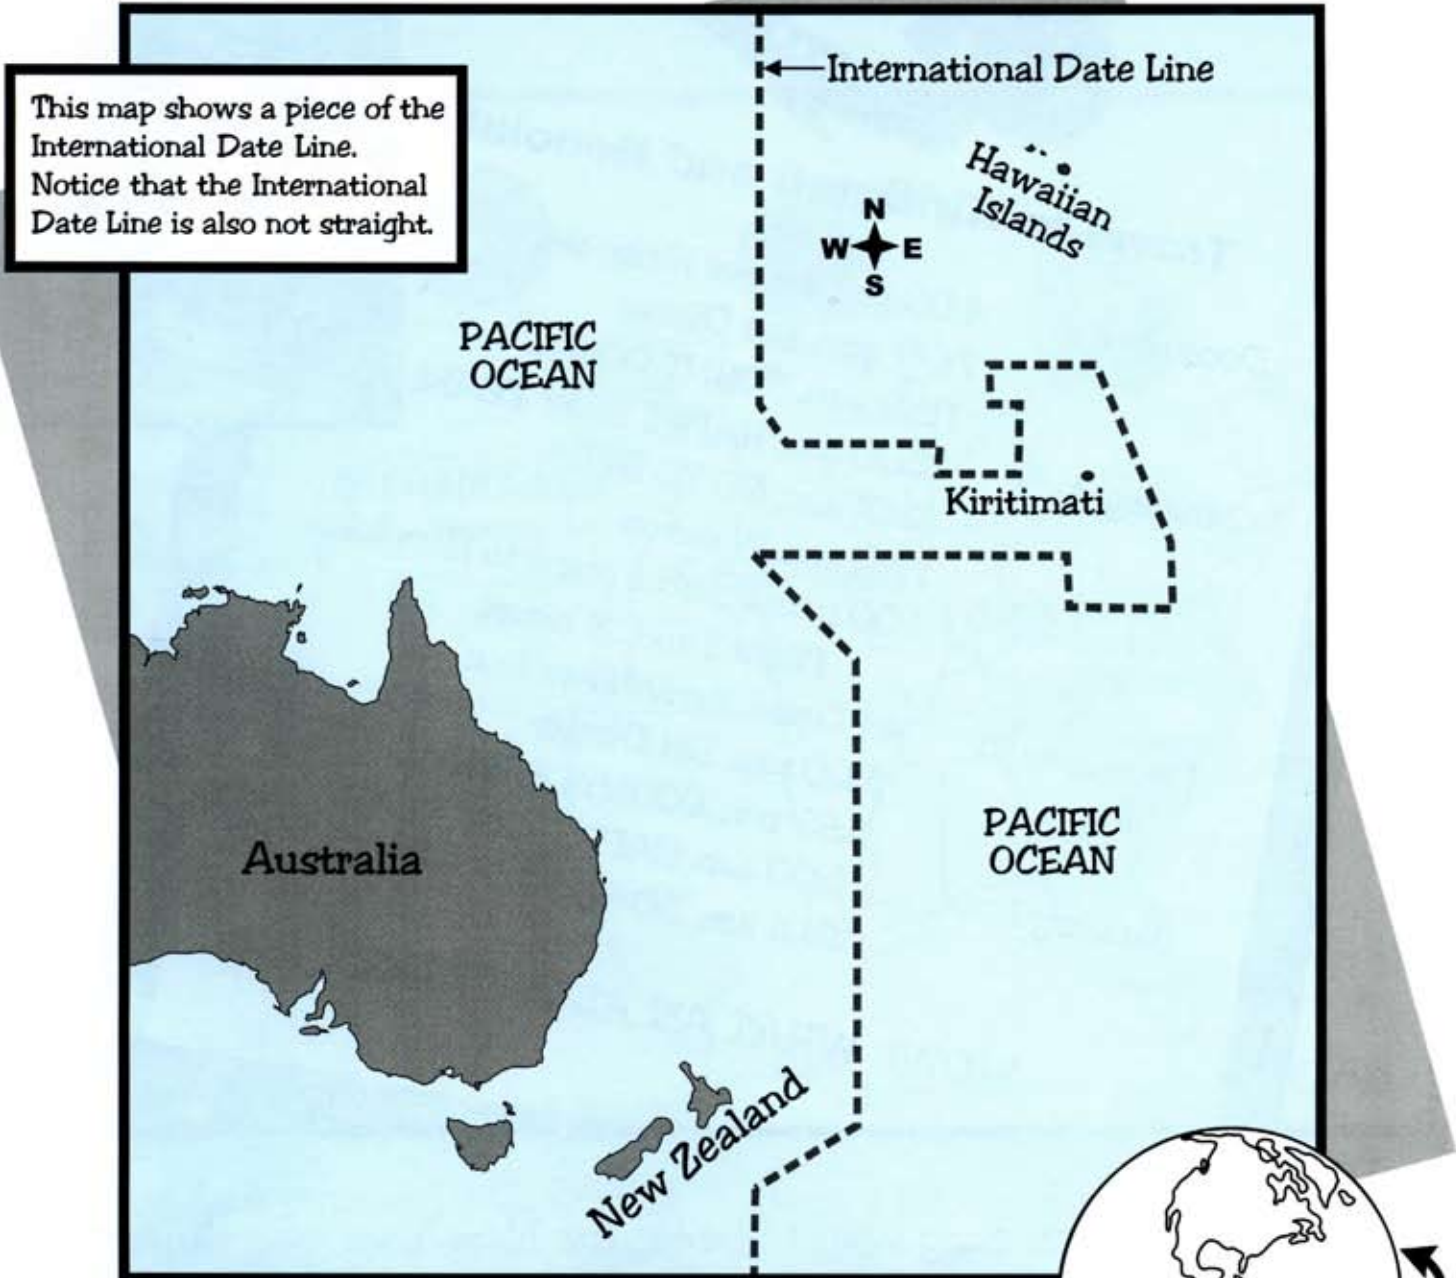 This map shows a piece of the
International Date Line.
Notice that the International
Date Line is also not straight.
International Date Line
Hawaiian
Islands
N
W E
S
PACIFIC
OCEAN
Kiritimati
Australia
PACIFIC
OCEAN
New Zealand